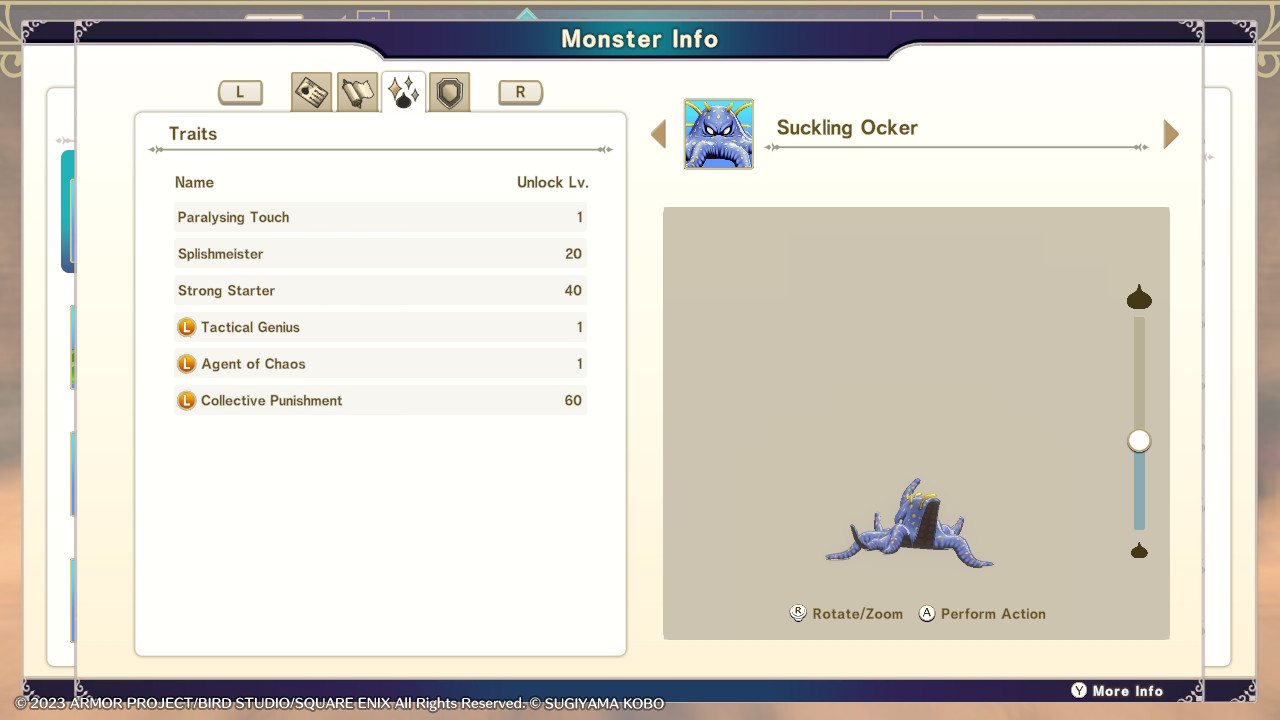 Monster Info
L
R
Traits
Name Unlock Lv.
Paralysing Touch 1
Splishmeister 20
Strong Starter 40
L Tactical Genius 1
L Agent of Chaos 1
L Collective Punishment 60
Suckling Ocker
R Rotate/Zoom A Perform Action
Y More Info
© 2023 ARMOR PROJECT/BIRD STUDIO/SQUARE ENIX All Rights Reserved. © SUGIYAMA KOBO